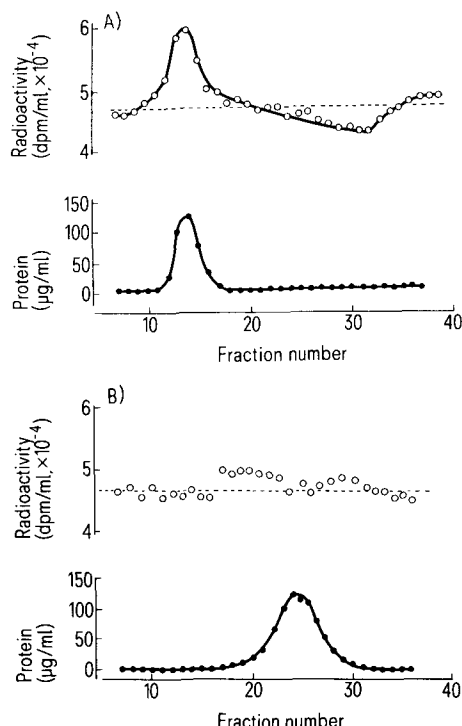 A)
6
5
4
Radioactivity
(dpm/ml, ×10⁻⁴)
150
100
50
0
Protein
(µg/ml)
10 20 30 40
Fraction number
B)
6
5
4
Radioactivity
(dpm/ml, ×10⁻⁴)
150
100
50
0
Protein
(µg/ml)
10 20 30 40
Fraction number